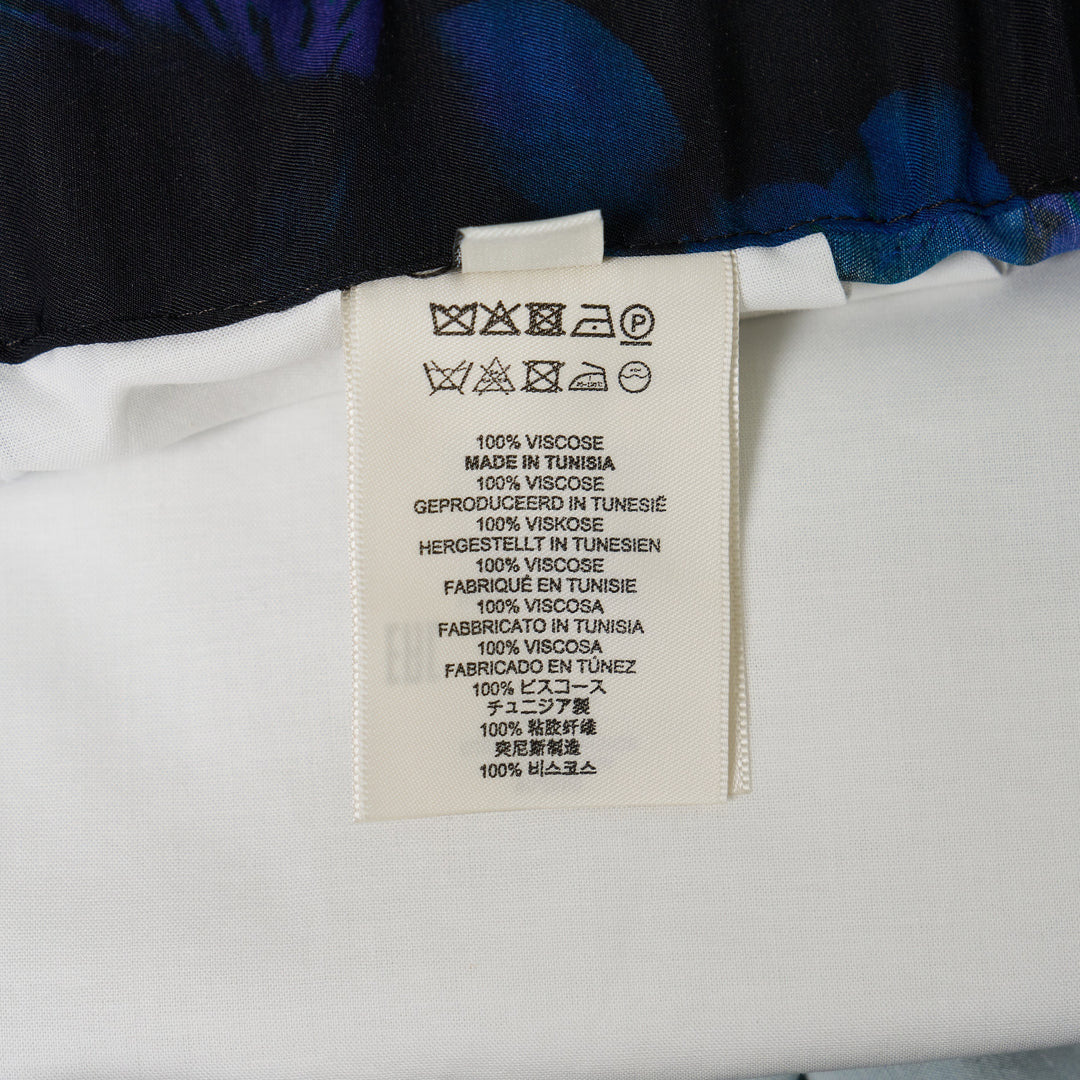 P
100% VISCOSE
MADE IN TUNISIA
100% VISCOSE
GEPRODUCEERD IN TUNESIË
100% VISKOSE
HERGESTELLT IN TUNESIEN
100% VISCOSE
FABRIQUÉ EN TUNISIE
100% VISCOSA
FABBRICATO IN TUNISIA
100% VISCOSA
FABRICADO EN TÚNEZ
100% ビスコース
チュニジア製
100% 粘胶纤维
突尼斯制造
100% 비스코스